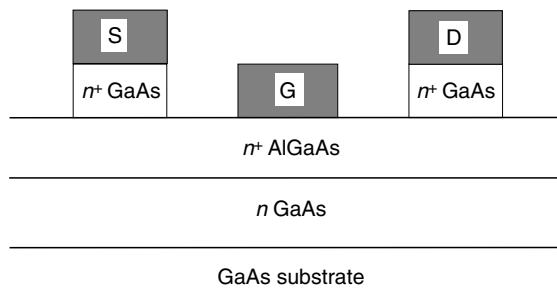 S
D
n+ GaAs
G
n+ GaAs
n+ AlGaAs
n GaAs
GaAs substrate